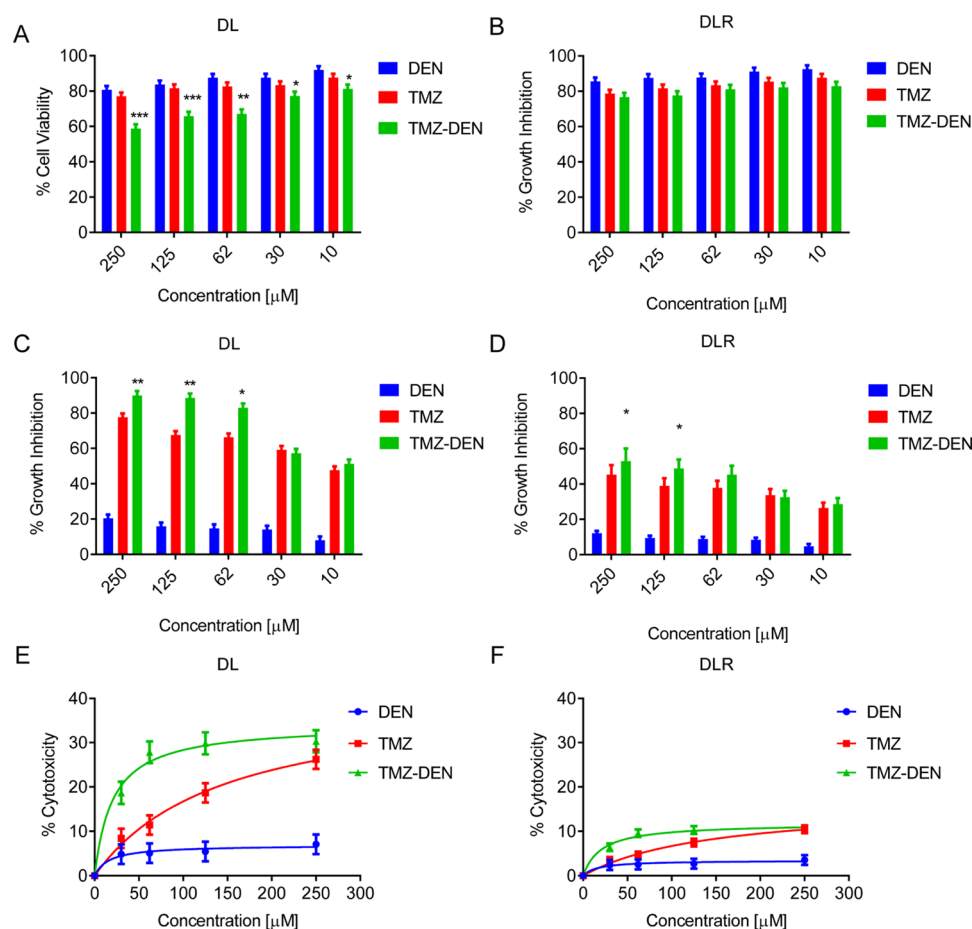 A
DL
% Cell Viability
100
80
60
40
20
0
***
***
**
*
*
250
125
62
30
10
Concentration [μM]
DEN
TMZ
TMZ-DEN
B
DLR
% Growth Inhibition
100
80
60
40
20
0
250
125
62
30
10
Concentration [μM]
DEN
TMZ
TMZ-DEN
C
DL
% Growth Inhibition
100
80
60
40
20
0
**
**
*
250
125
62
30
10
Concentration [μM]
DEN
TMZ
TMZ-DEN
D
DLR
% Growth Inhibition
100
80
60
40
20
0
*
*
250
125
62
30
10
Concentration [μM]
DEN
TMZ
TMZ-DEN
E
DL
% Cytotoxicity
40
30
20
10
0
0 50 100 150 200 250 300
Concentration [μM]
DEN
TMZ
TMZ-DEN
F
DLR
% Cytotoxicity
40
30
20
10
0
0 50 100 150 200 250 300
Concentration [μM]
DEN
TMZ
TMZ-DEN